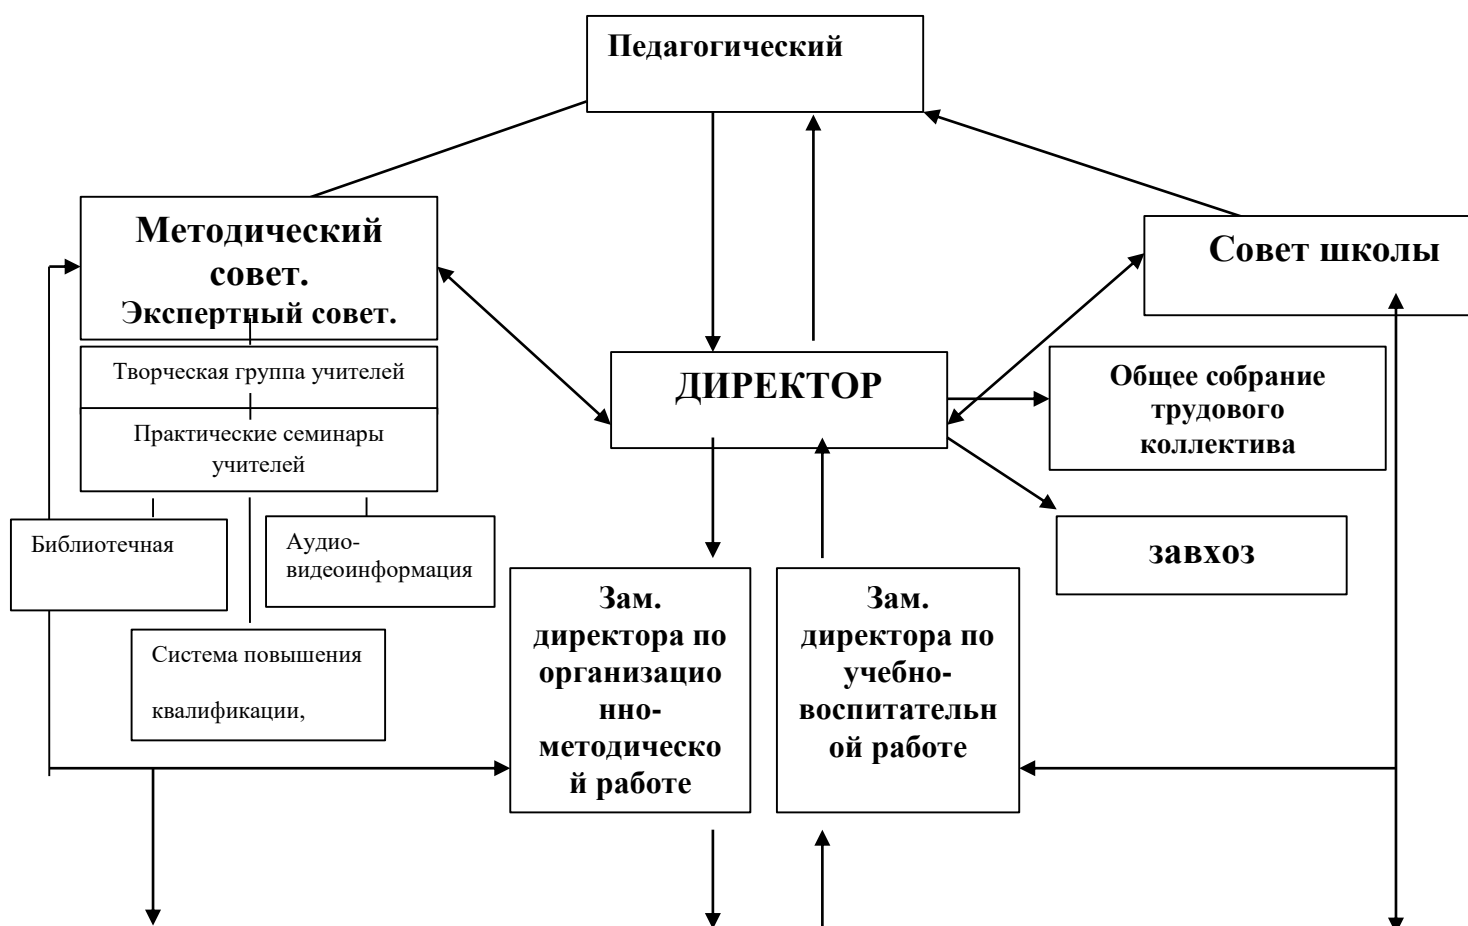 Педагогический
Методический
совет.
Экспертный совет.
Совет школы
Творческая группа учителей
ДИРЕКТОР
Общее собрание
трудового
коллектива
Практические семинары
учителей
Библиотечная
Аудио-
видеоинформация
завхоз
Зам.
директора по
организацио
нно-
методическо
й работе
Зам.
директора по
учебно-
воспитательн
ой работе
Система повышения
квалификации,